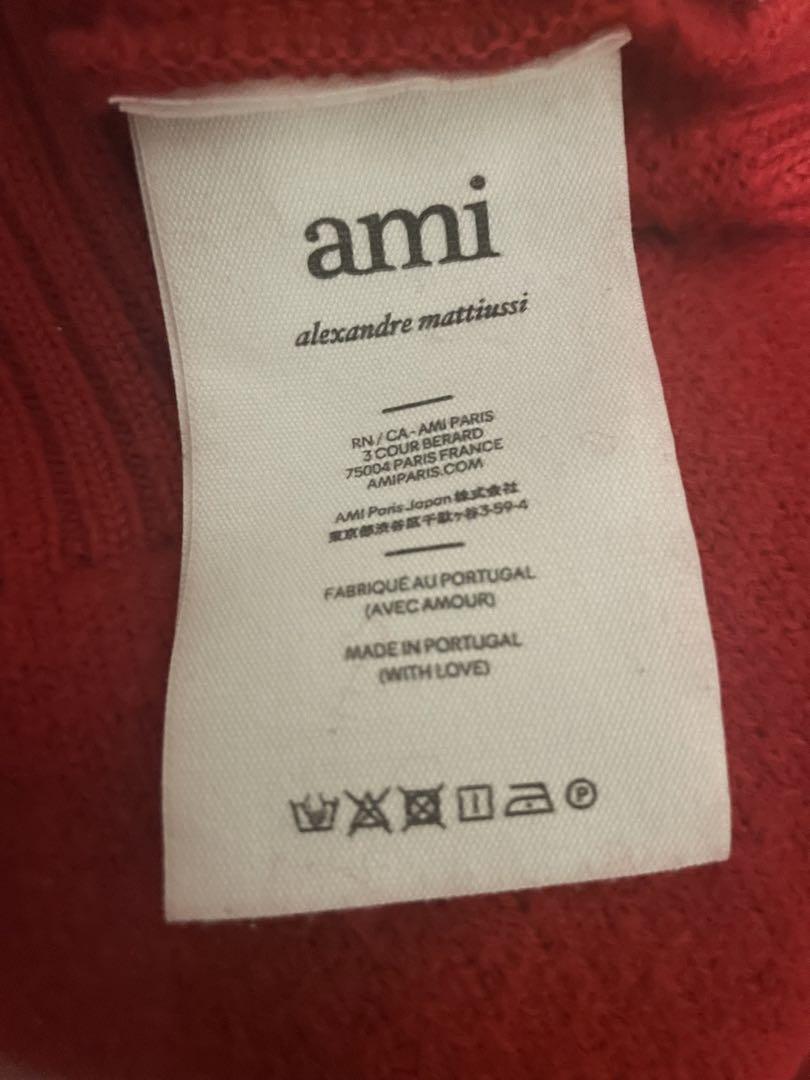 ami
alexandre mattiussi
RN / CA - AMI PARIS
3 COUR BERARD
75004 PARIS FRANCE
AMIPARIS.COM
AMI Paris Japan 株式会社
東京都渋谷区千駄ヶ谷3-59-4
FABRIQUÉ AU PORTUGAL
(AVEC AMOUR)
MADE IN PORTUGAL
(WITH LOVE)
P